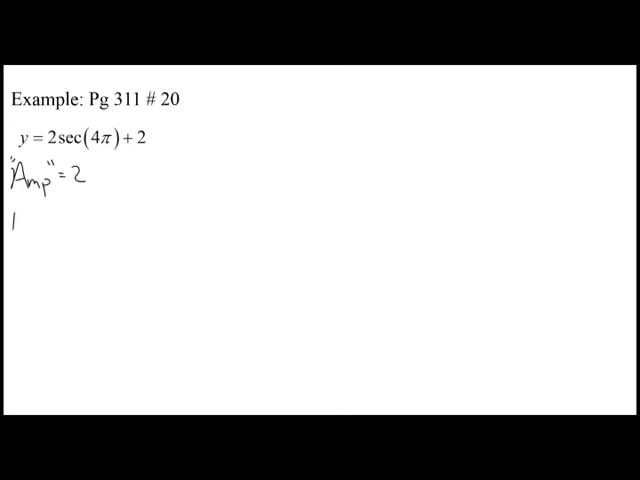 Example: Pg 311 # 20
y = 2sec(4π) + 2
"Amp" = 2